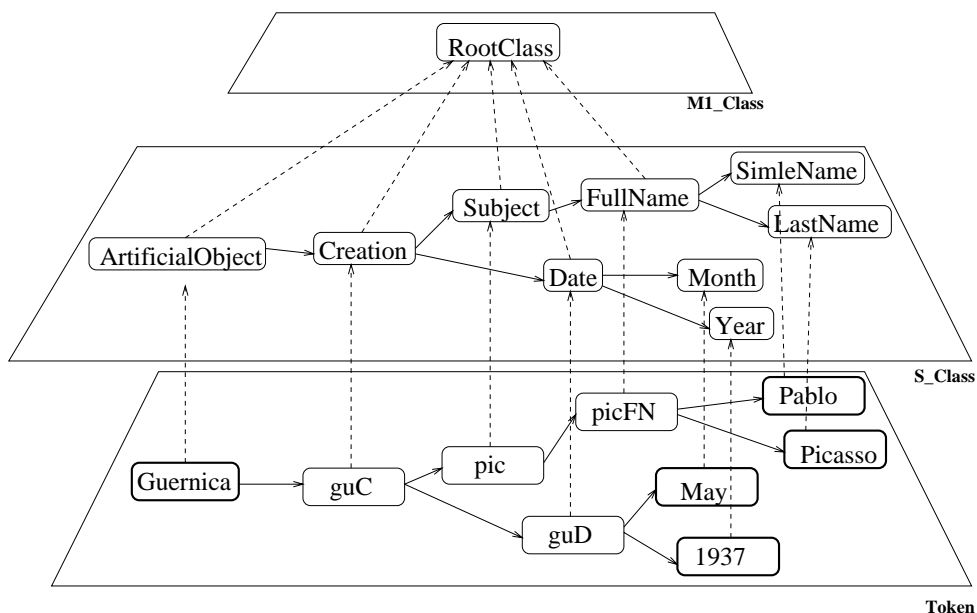 RootClass
M1_Class
SimleName
FullName
Subject
LastName
Creation
ArtificialObject
Date
Month
Year
S_Class
Pablo
picFN
Picasso
pic
Guernica
guC
May
guD
1937
Token